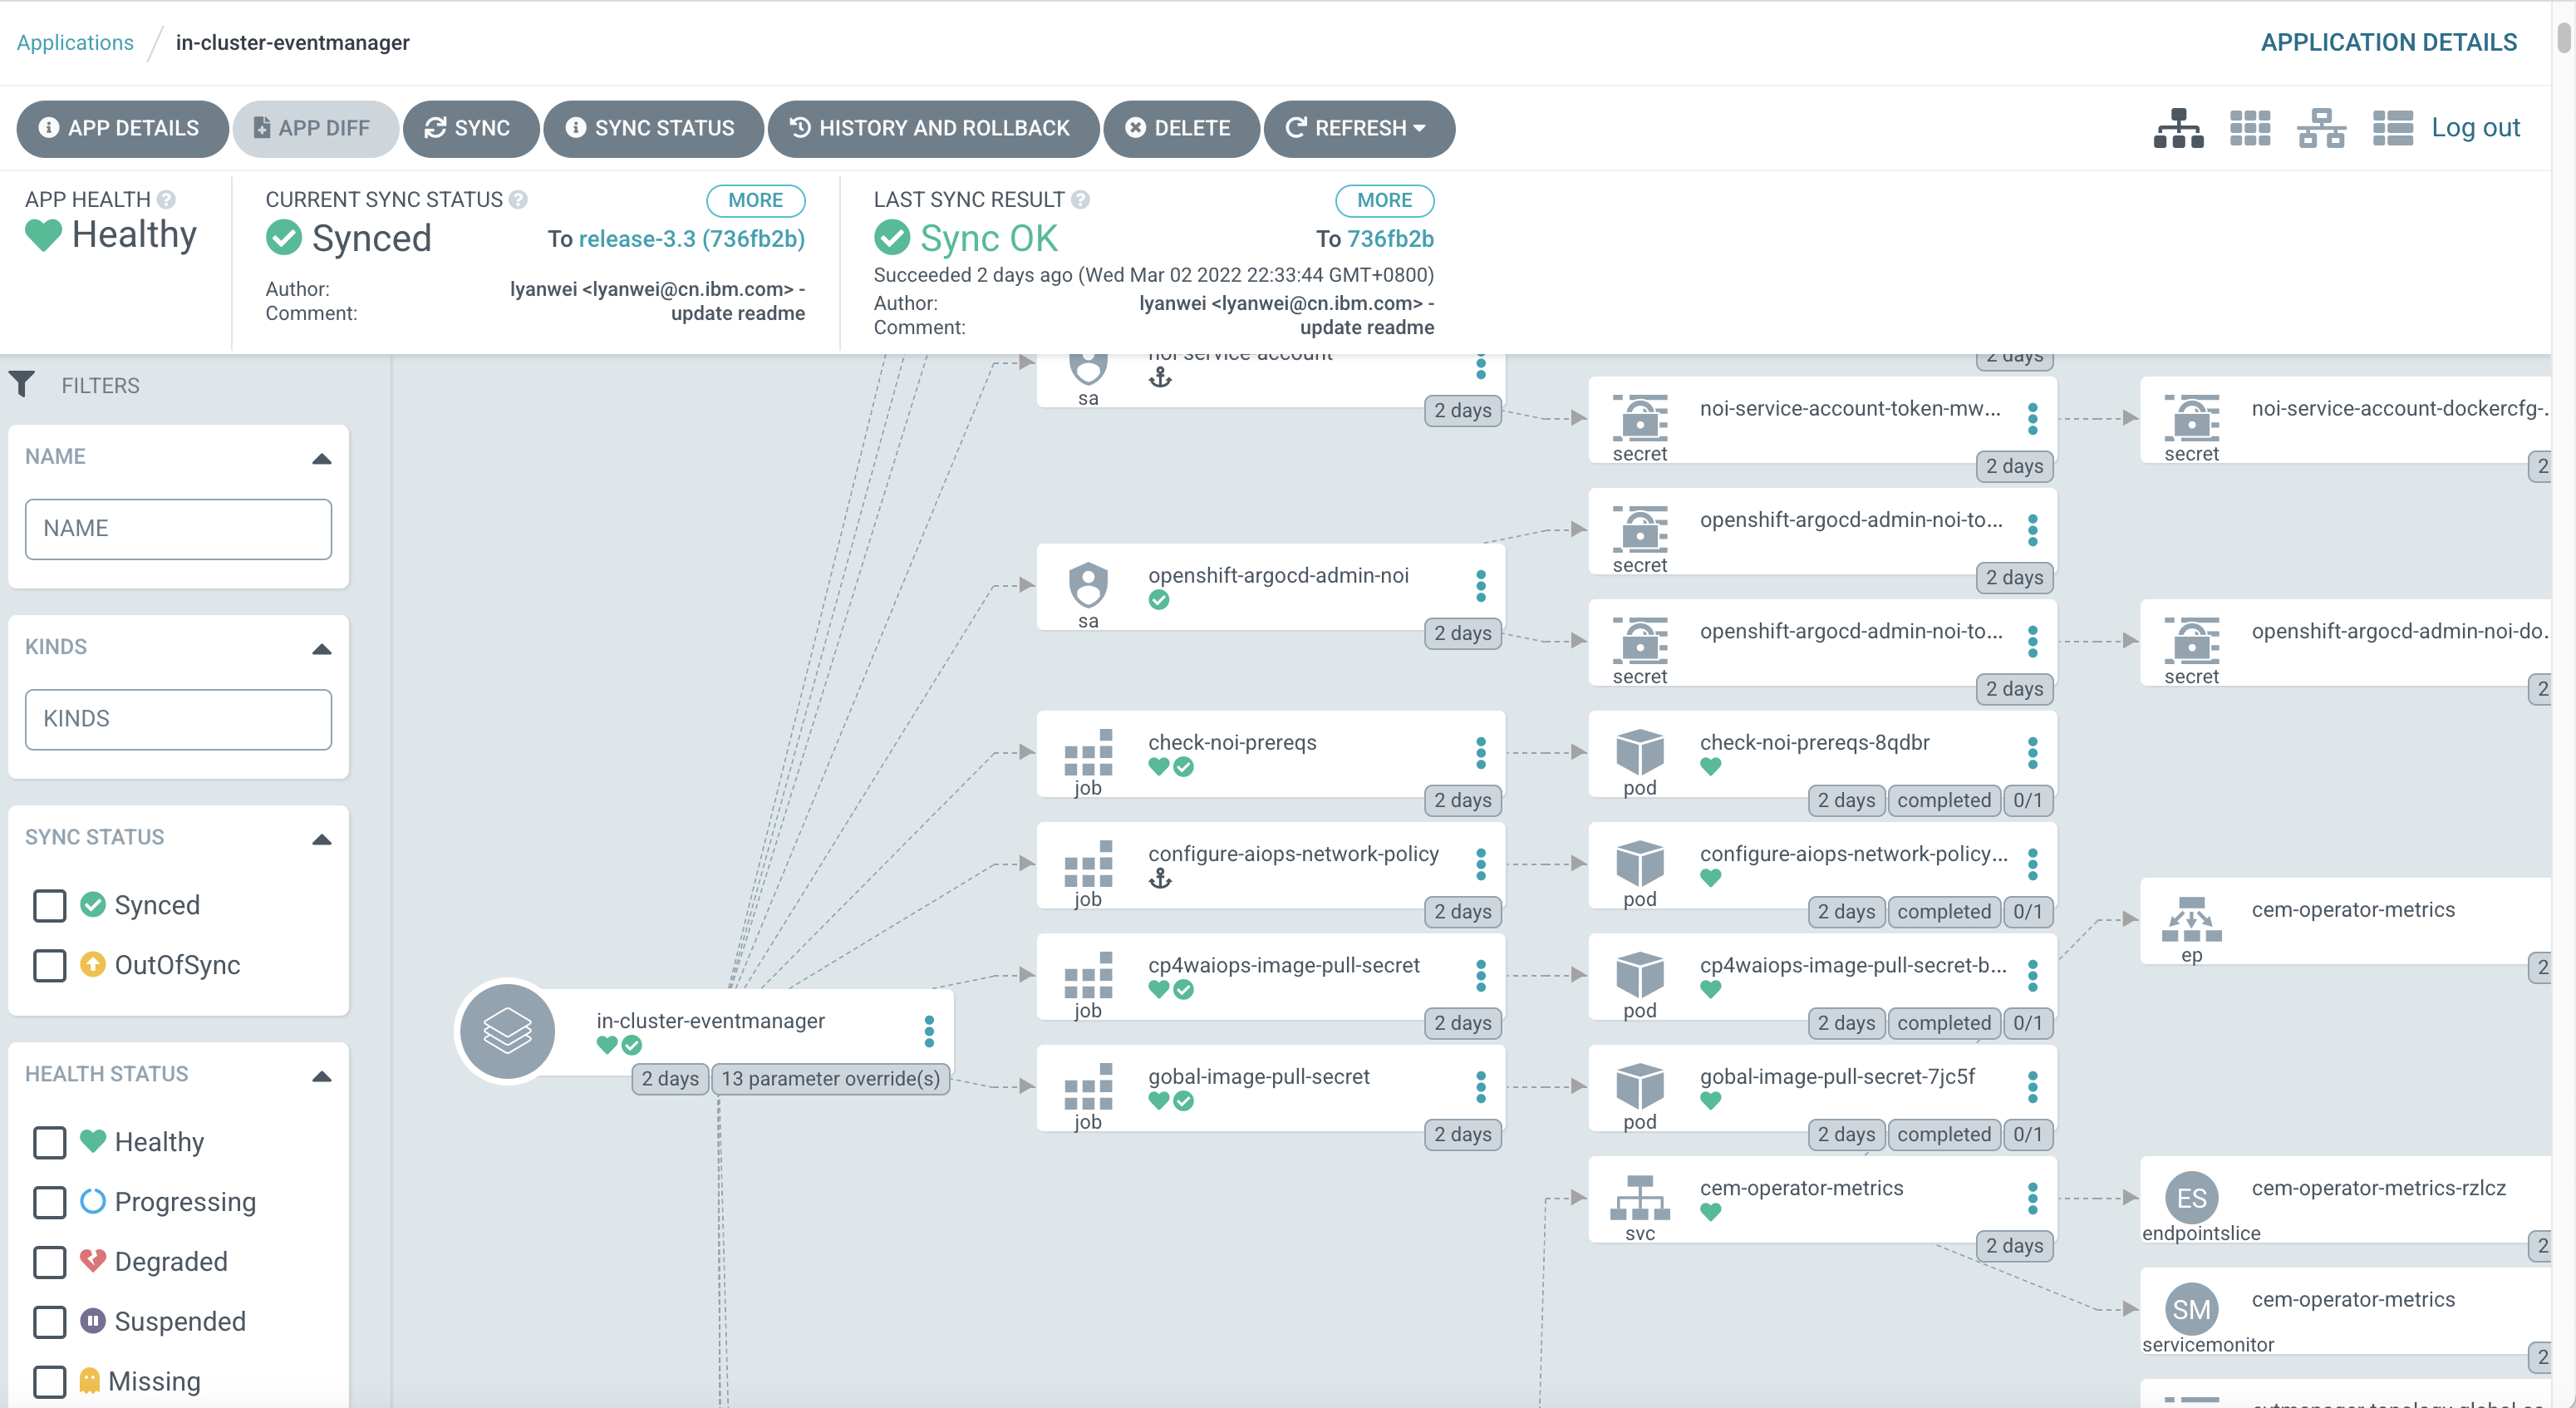 Applications / in-cluster-eventmanager
APPLICATION DETAILS
APP DETAILS
APP DIFF
SYNC
SYNC STATUS
HISTORY AND ROLLBACK
DELETE
REFRESH
Log out
APP HEALTH
Healthy
CURRENT SYNC STATUS
MORE
Synced
To release-3.3 (736fb2b)
Author: lyanwei <lyanwei@cn.ibm.com> -
Comment: update readme
LAST SYNC RESULT
MORE
Sync OK
To 736fb2b
Succeeded 2 days ago (Wed Mar 02 2022 22:33:44 GMT+0800)
Author: lyanwei <lyanwei@cn.ibm.com> -
Comment: update readme
FILTERS
NAME
NAME
KINDS
KINDS
SYNC STATUS
Synced
OutOfSync
HEALTH STATUS
Healthy
Progressing
Degraded
Suspended
Missing
in-cluster-eventmanager
2 days
13 parameter override(s)
noi-service-account
sa
2 days
openshift-argocd-admin-noi
sa
2 days
check-noi-prereqs
job
2 days
configure-aiops-network-policy
job
2 days
cp4waiops-image-pull-secret
job
2 days
gobal-image-pull-secret
job
2 days
2 days
noi-service-account-token-mw...
secret
2 days
openshift-argocd-admin-noi-to...
secret
2 days
openshift-argocd-admin-noi-to...
secret
2 days
check-noi-prereqs-8qdbr
pod
2 days
completed
0/1
configure-aiops-network-policy...
pod
2 days
completed
0/1
cp4waiops-image-pull-secret-b...
pod
2 days
completed
0/1
gobal-image-pull-secret-7jc5f
pod
2 days
completed
0/1
cem-operator-metrics
svc
2 days
noi-service-account-dockercfg-.
secret
2
openshift-argocd-admin-noi-do.
secret
2
cem-operator-metrics
ep
2
ES
cem-operator-metrics-rzlcz
endpointslice
2
SM
cem-operator-metrics
servicemonitor
2